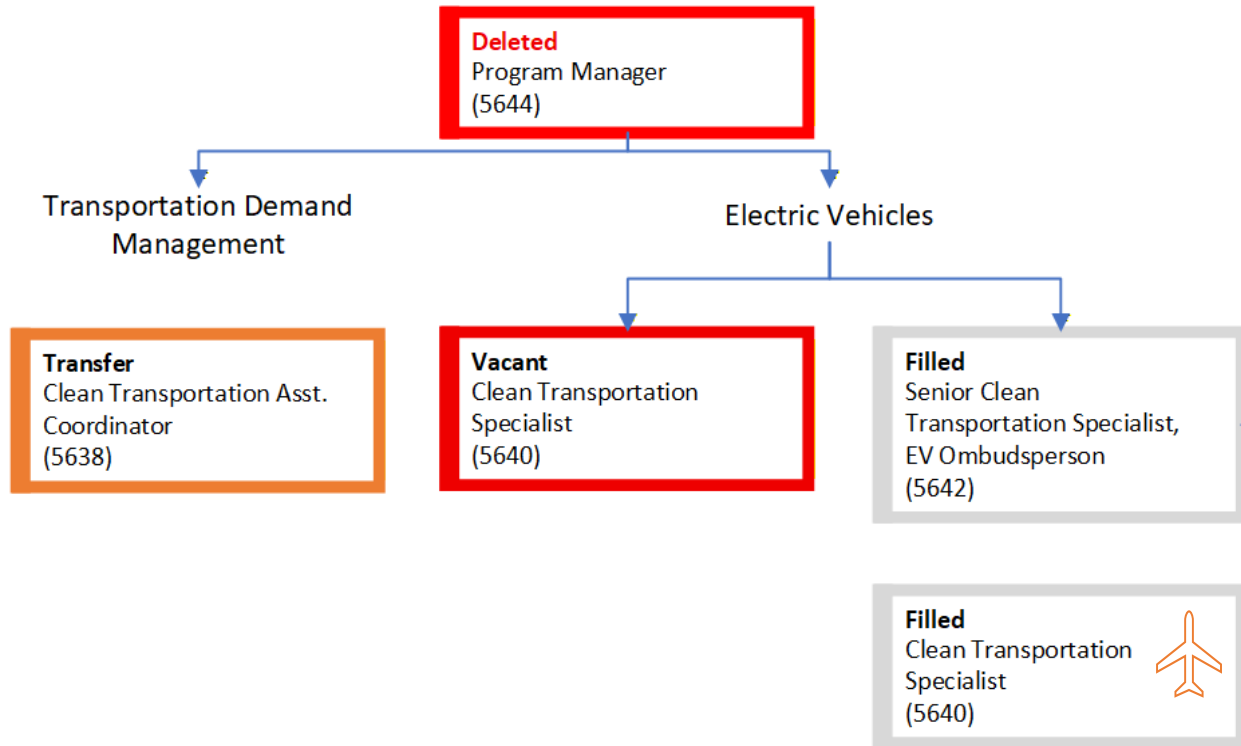 Deleted
Program Manager
(5644)
Transportation Demand
Management
Electric Vehicles
Transfer
Clean Transportation Asst.
Coordinator
(5638)
Vacant
Clean Transportation
Specialist
(5640)
Filled
Senior Clean
Transportation Specialist,
EV Ombudsperson
(5642)
Filled
Clean Transportation
Specialist
(5640)